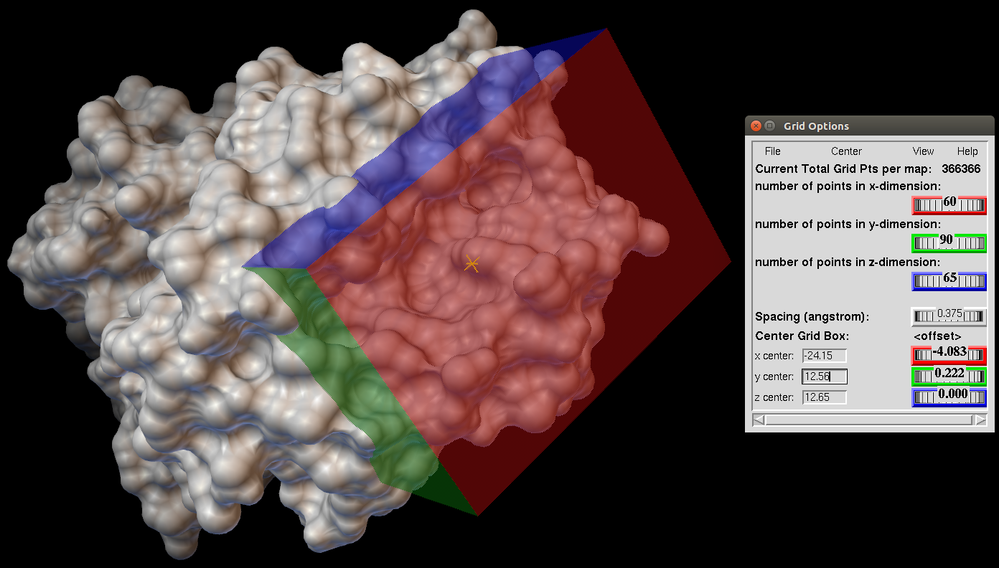 Grid Options
File Center View Help
Current Total Grid Pts per map: 366366
number of points in x-dimension:
60
number of points in y-dimension:
90
number of points in z-dimension:
65
Spacing (angstrom): 0.375
Center Grid Box: <offset>
x center: -24.15 -4.083
y center: 12.56 0.222
z center: 12.65 0.000